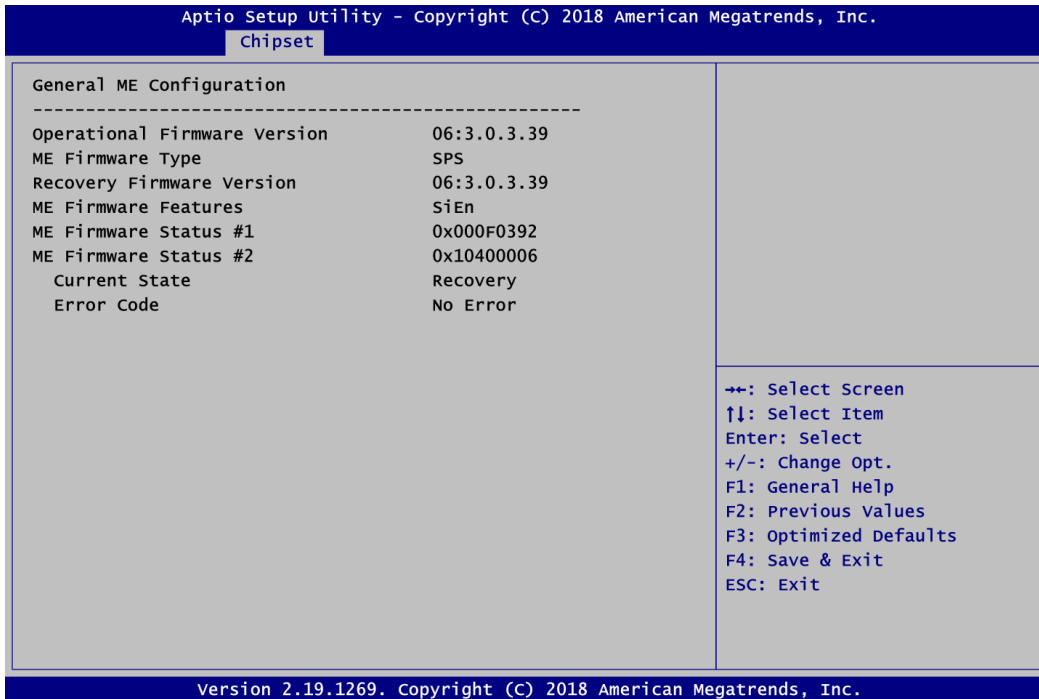 Aptio Setup Utility - Copyright (C) 2018 American Megatrends, Inc.
Chipset
General ME Configuration
----------------------------------------------------
Operational Firmware Version 06:3.0.3.39
ME Firmware Type SPS
Recovery Firmware Version 06:3.0.3.39
ME Firmware Features SiEn
ME Firmware Status #1 0x000F0392
ME Firmware Status #2 0x10400006
Current State Recovery
Error Code No Error
→←: Select Screen
↑↓: Select Item
Enter: Select
+/-: Change Opt.
F1: General Help
F2: Previous Values
F3: Optimized Defaults
F4: Save & Exit
ESC: Exit
Version 2.19.1269. Copyright (C) 2018 American Megatrends, Inc.